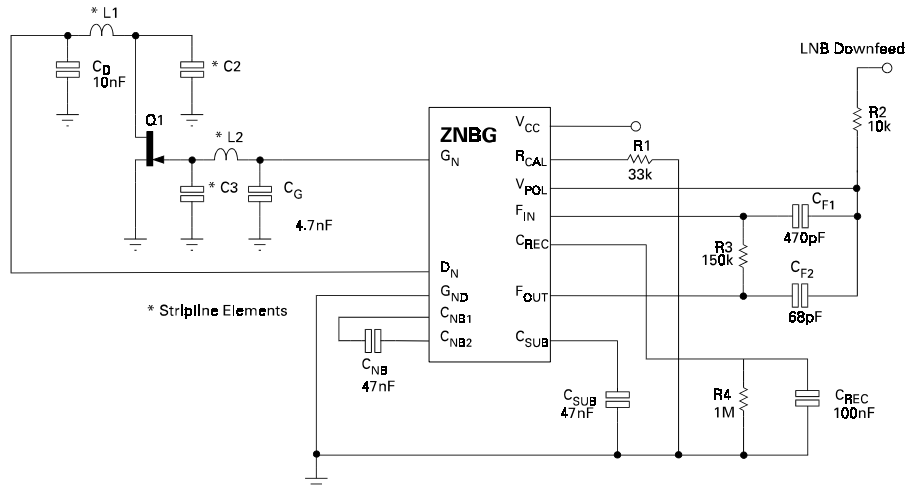 * L1
LNB Downfeed
CD
10nF
* C2
R2
10k
Q1
* L2
ZNBG
VCC
GN
RCAL
R1
33k
* C3
CG
4.7nF
VPOL
FIN
CF1
470pF
CREC
R3
150k
CF2
68pF
DN
GND
FOUT
* Stripline Elements
CNB1
CNB2
CSUB
CNB
47nF
CSUB
47nF
R4
1M
CREC
100nF